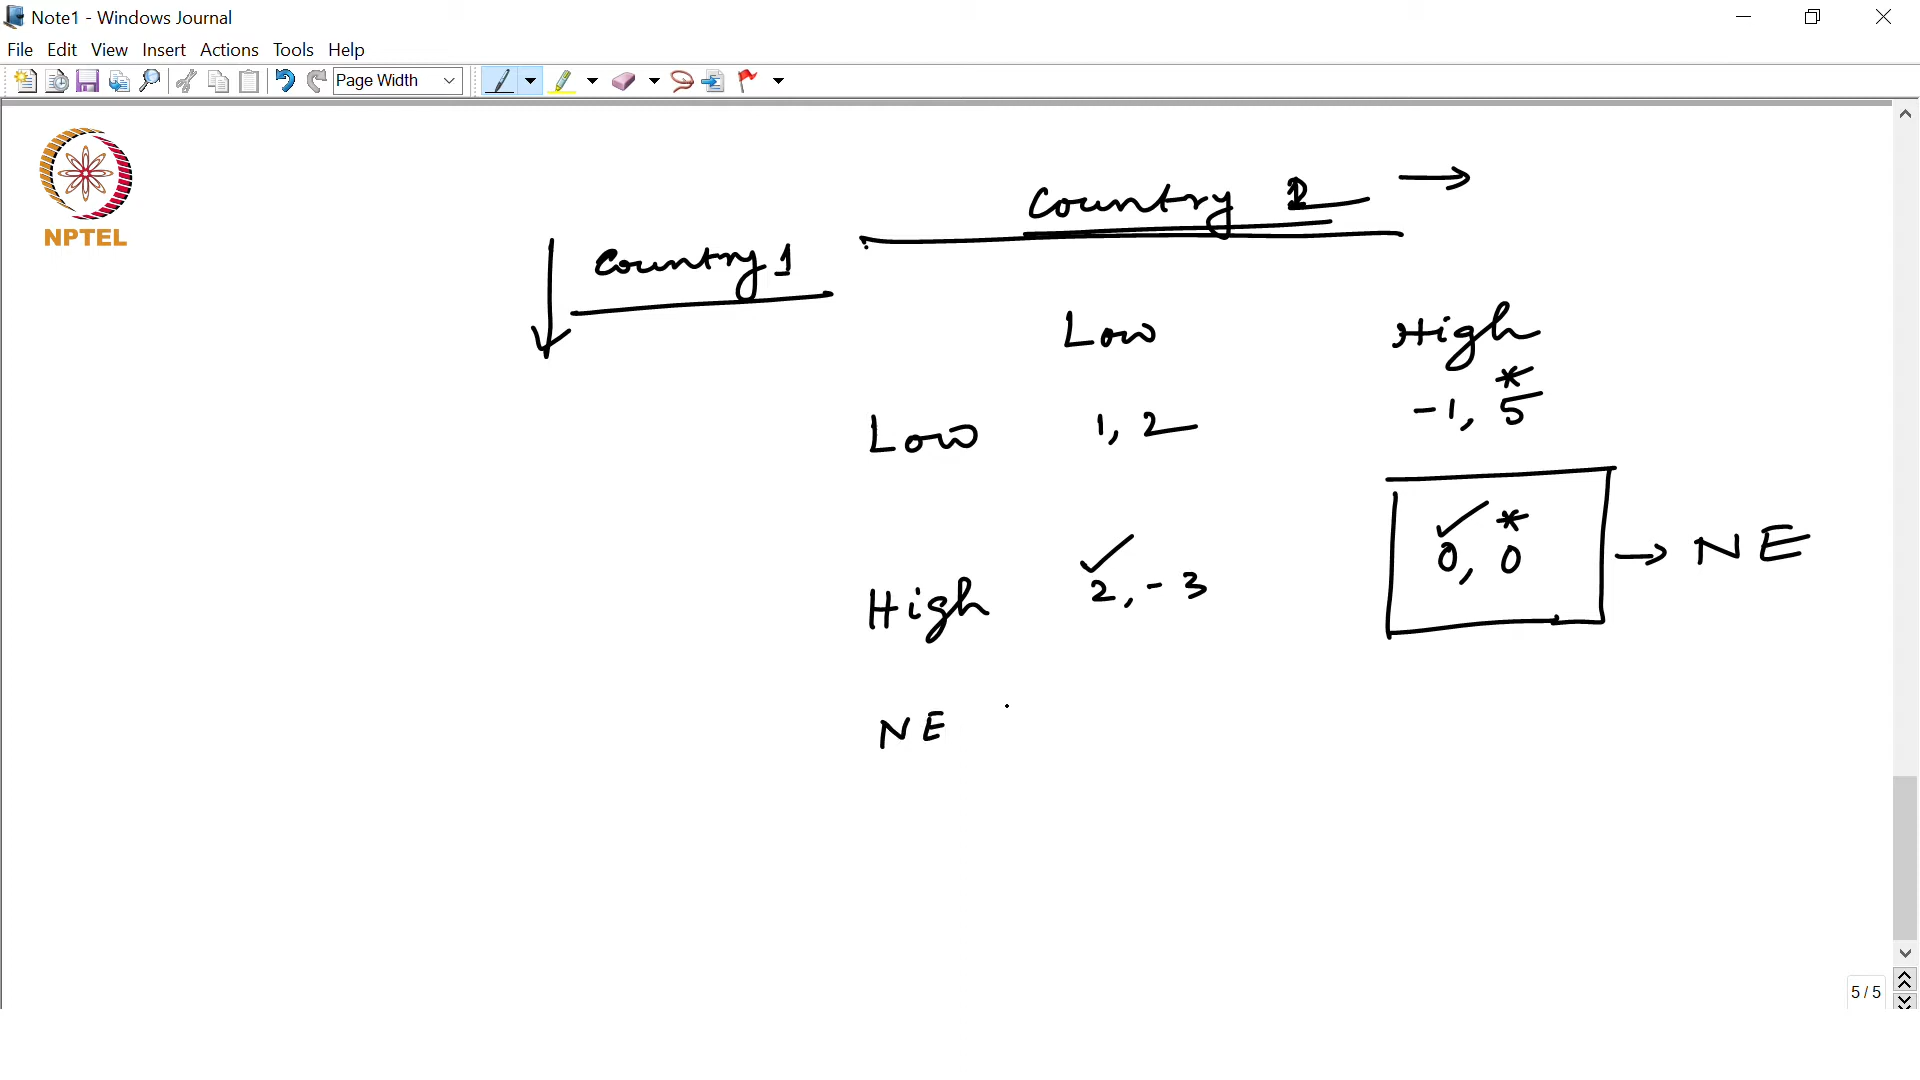 Note1 - Windows Journal
File Edit View Insert Actions Tools Help
Page Width
NPTEL
Country 2 →
Country 1
Low High
Low 1, 2 -1, 5*
High 2, -3 0, 0* → NE
NE
5 / 5